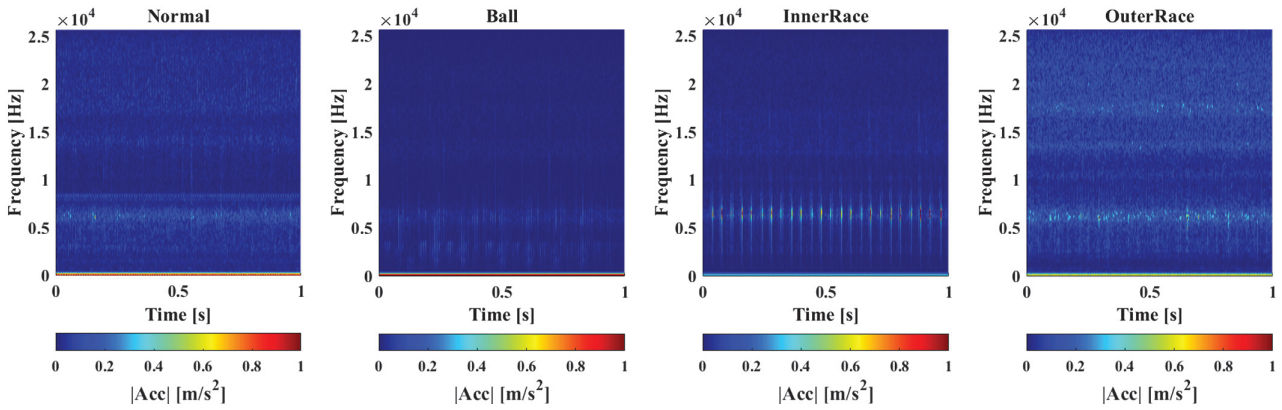 Normal
×10⁴
2.5
2
1.5
1
0.5
0
Frequency [Hz]
0 0.5 1
Time [s]
0 0.2 0.4 0.6 0.8 1
|Acc| [m/s²]
Ball
×10⁴
2.5
2
1.5
1
0.5
0
Frequency [Hz]
0 0.5 1
Time [s]
0 0.2 0.4 0.6 0.8 1
|Acc| [m/s²]
InnerRace
×10⁴
2.5
2
1.5
1
0.5
0
Frequency [Hz]
0 0.5 1
Time [s]
0 0.2 0.4 0.6 0.8 1
|Acc| [m/s²]
OuterRace
×10⁴
2.5
2
1.5
1
0.5
0
Frequency [Hz]
0 0.5 1
Time [s]
0 0.2 0.4 0.6 0.8 1
|Acc| [m/s²]